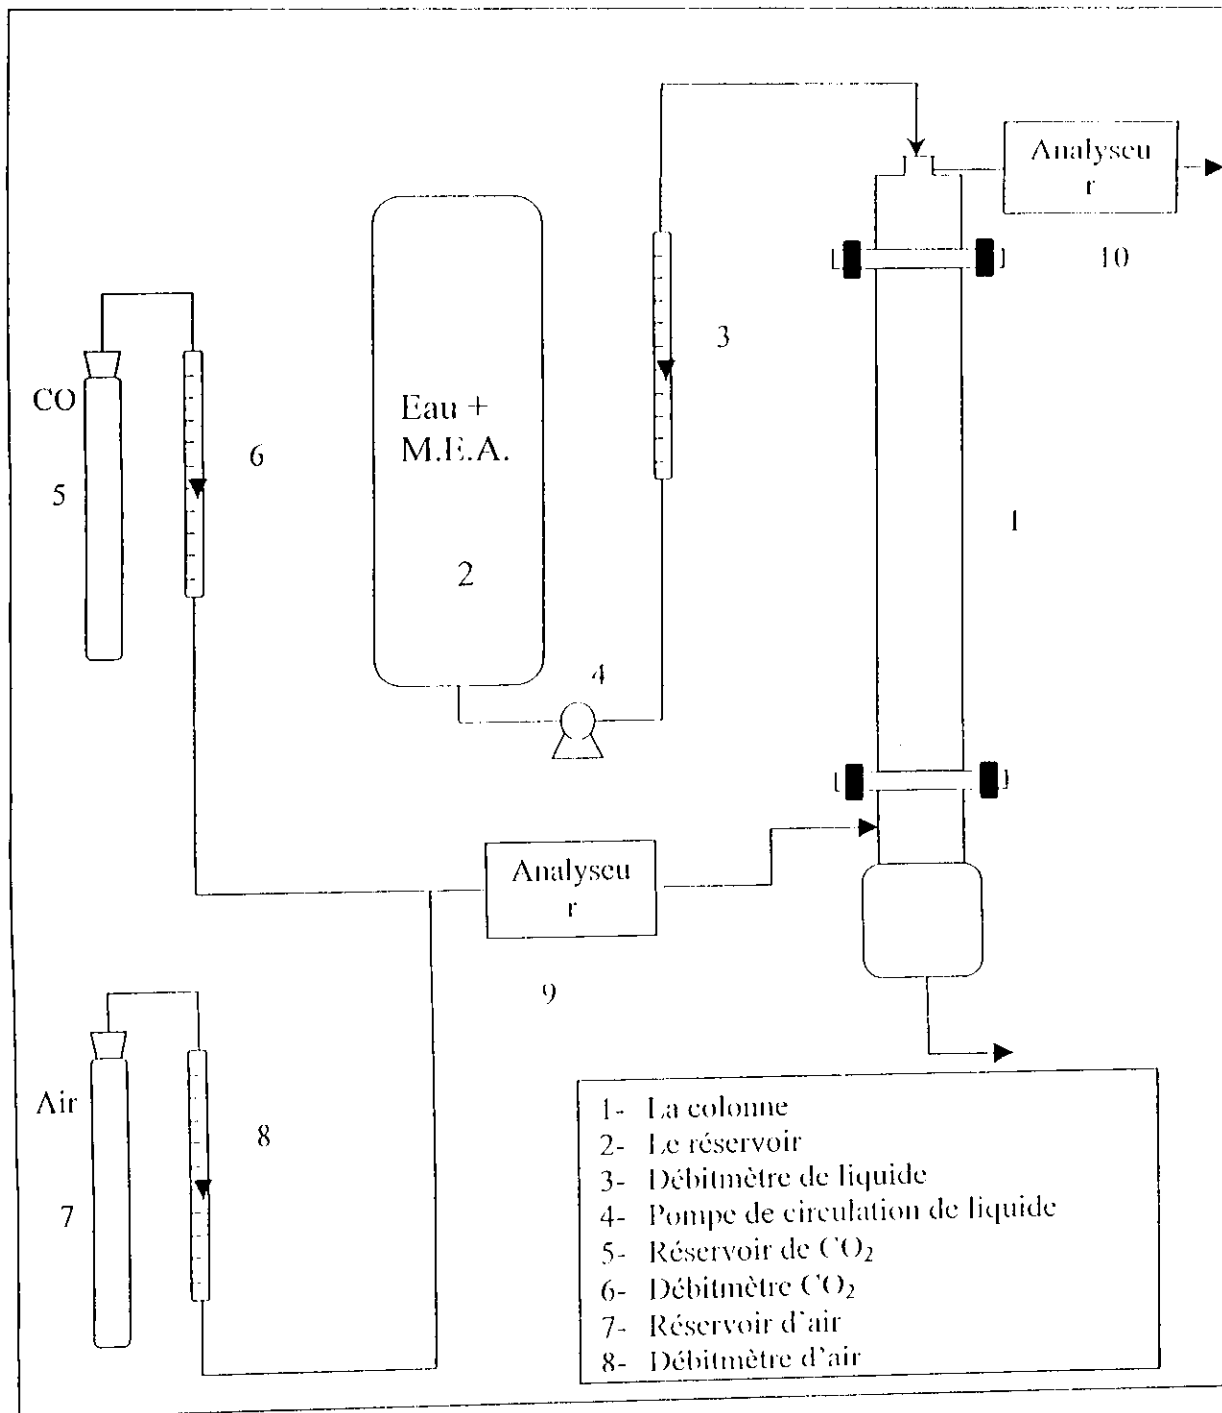 Analyseu
r
10
3
CO
5
6
Eau +
M.E.A.
2
4
1
Analyseu
r
9
Air
7
8
1- La colonne
2- Le réservoir
3- Débitmètre de liquide
4- Pompe de circulation de liquide
5- Réservoir de CO₂
6- Débitmètre CO₂
7- Réservoir d'air
8- Débitmètre d'air